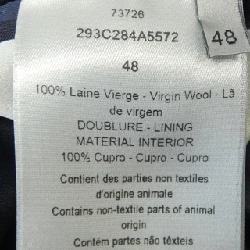 73726
293C284A5572
48
48
100% Laine Vierge - Virgin Wool - Lã
de virgem
DOUBLURE - LINING
MATERIAL INTERIOR
100% Cupro - Cupro - Cupro
Contient des parties non textiles
d'origine animale
Contains non-textile parts of animal
origin
Contém partes não têxteis